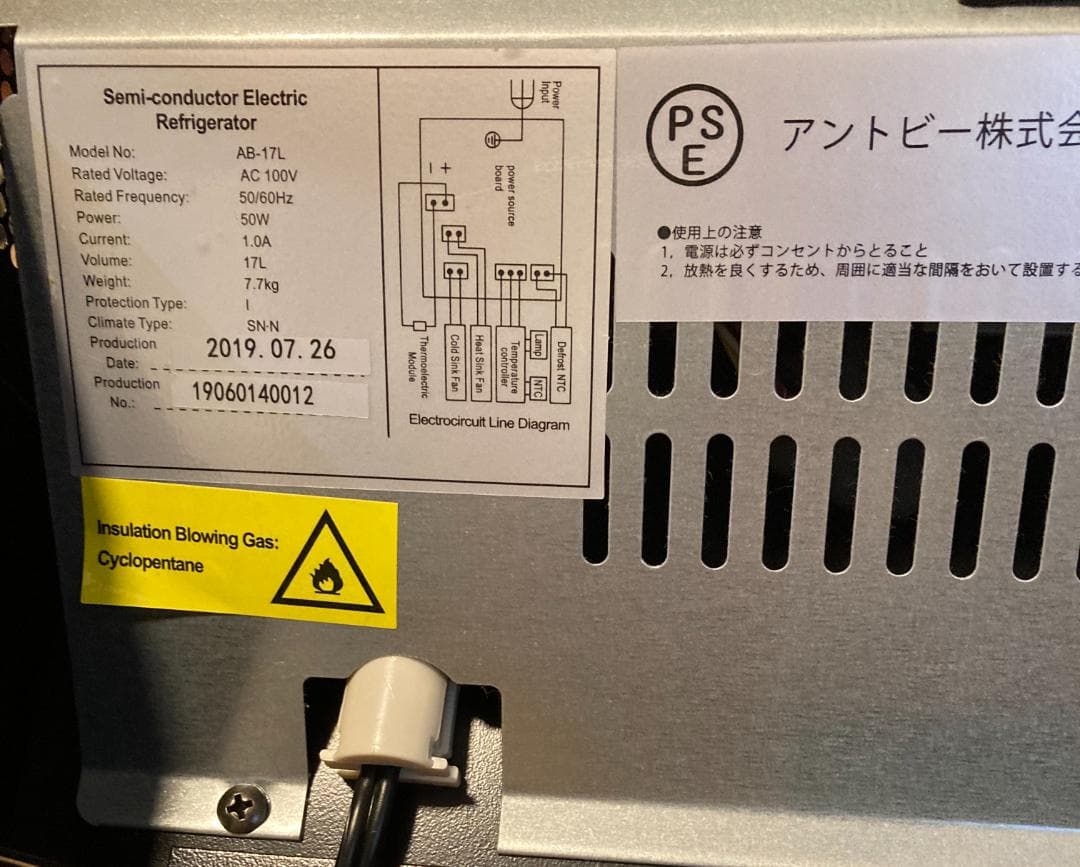 Semi-conductor Electric
Refrigerator
Model No: AB-17L
Rated Voltage: AC 100V
Rated Frequency: 50/60Hz
Power: 50W
Current: 1.0A
Volume: 17L
Weight: 7.7kg
Protection Type: I
Climate Type: SN·N
Production
Date: 2019.07.26
Production
No.: 19060140012
Power
Input
power source
board
− +
Thermoelectric
Module
Cold Sink Fan
Heat Sink Fan
Temperature
controller
Lamp
NTC
Defrost NTC
Electrocircuit Line Diagram
PS
E
アントビー株式会
●使用上の注意
1，電源は必ずコンセントからとること
2，放熱を良くするため、周囲に適当な間隔をおいて設置する
Insulation Blowing Gas:
Cyclopentane